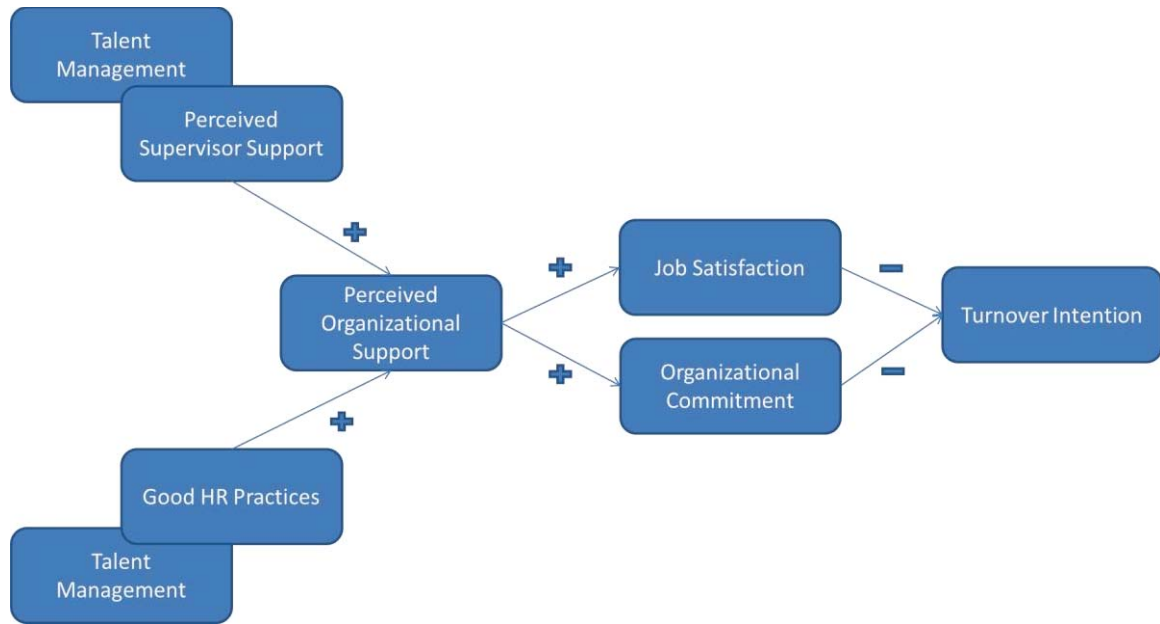 Talent
Management
Perceived
Supervisor Support
Perceived
Organizational
Support
Job Satisfaction
Organizational
Commitment
Turnover Intention
Good HR Practices
Talent
Management